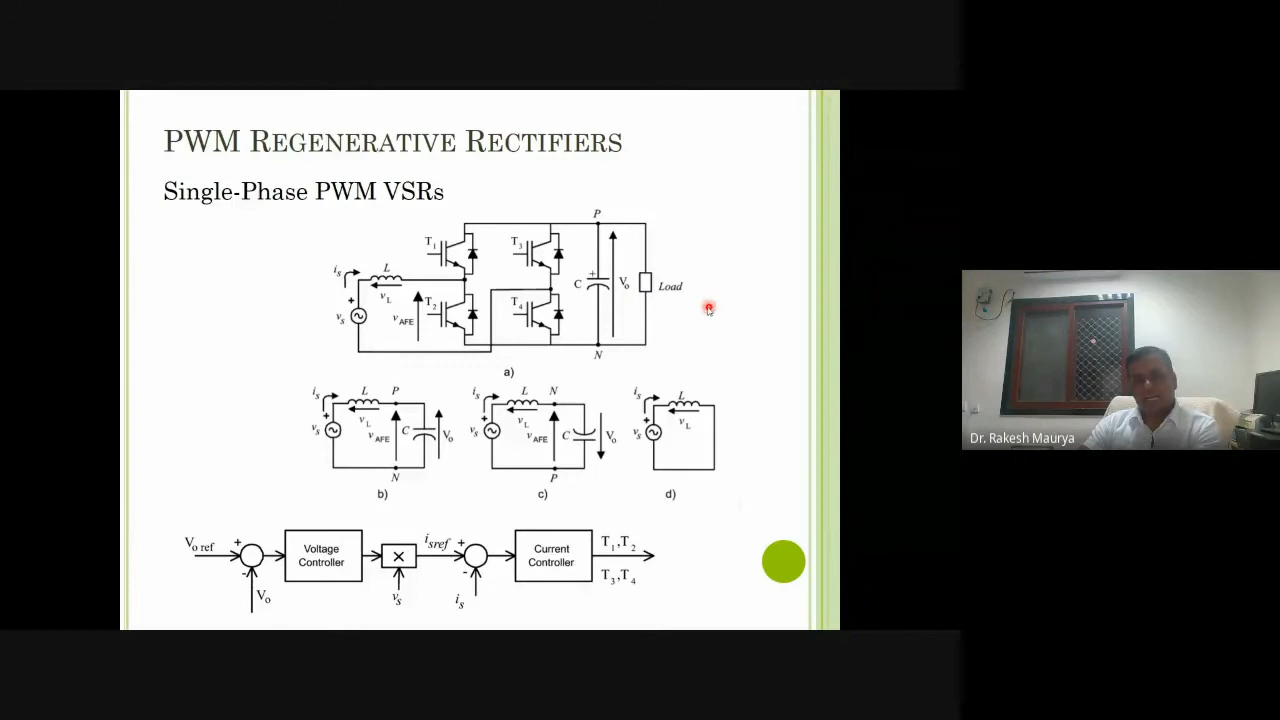 PWM REGENERATIVE RECTIFIERS
Single-Phase PWM VSRs
P
T1
T3
is
L
vL
T2
T4
vs
vAFE
+
C
Vo
Load
N
a)
is
L
P
+
vL
vs
vAFE
C
Vo
N
b)
is
L
N
+
vL
vs
vAFE
C
Vo
P
c)
is
L
+
vL
vs
d)
Vo ref
+
-
Vo
Voltage
Controller
×
vs
isref
+
-
is
Current
Controller
T1,T2
T3,T4
Dr. Rakesh Maurya